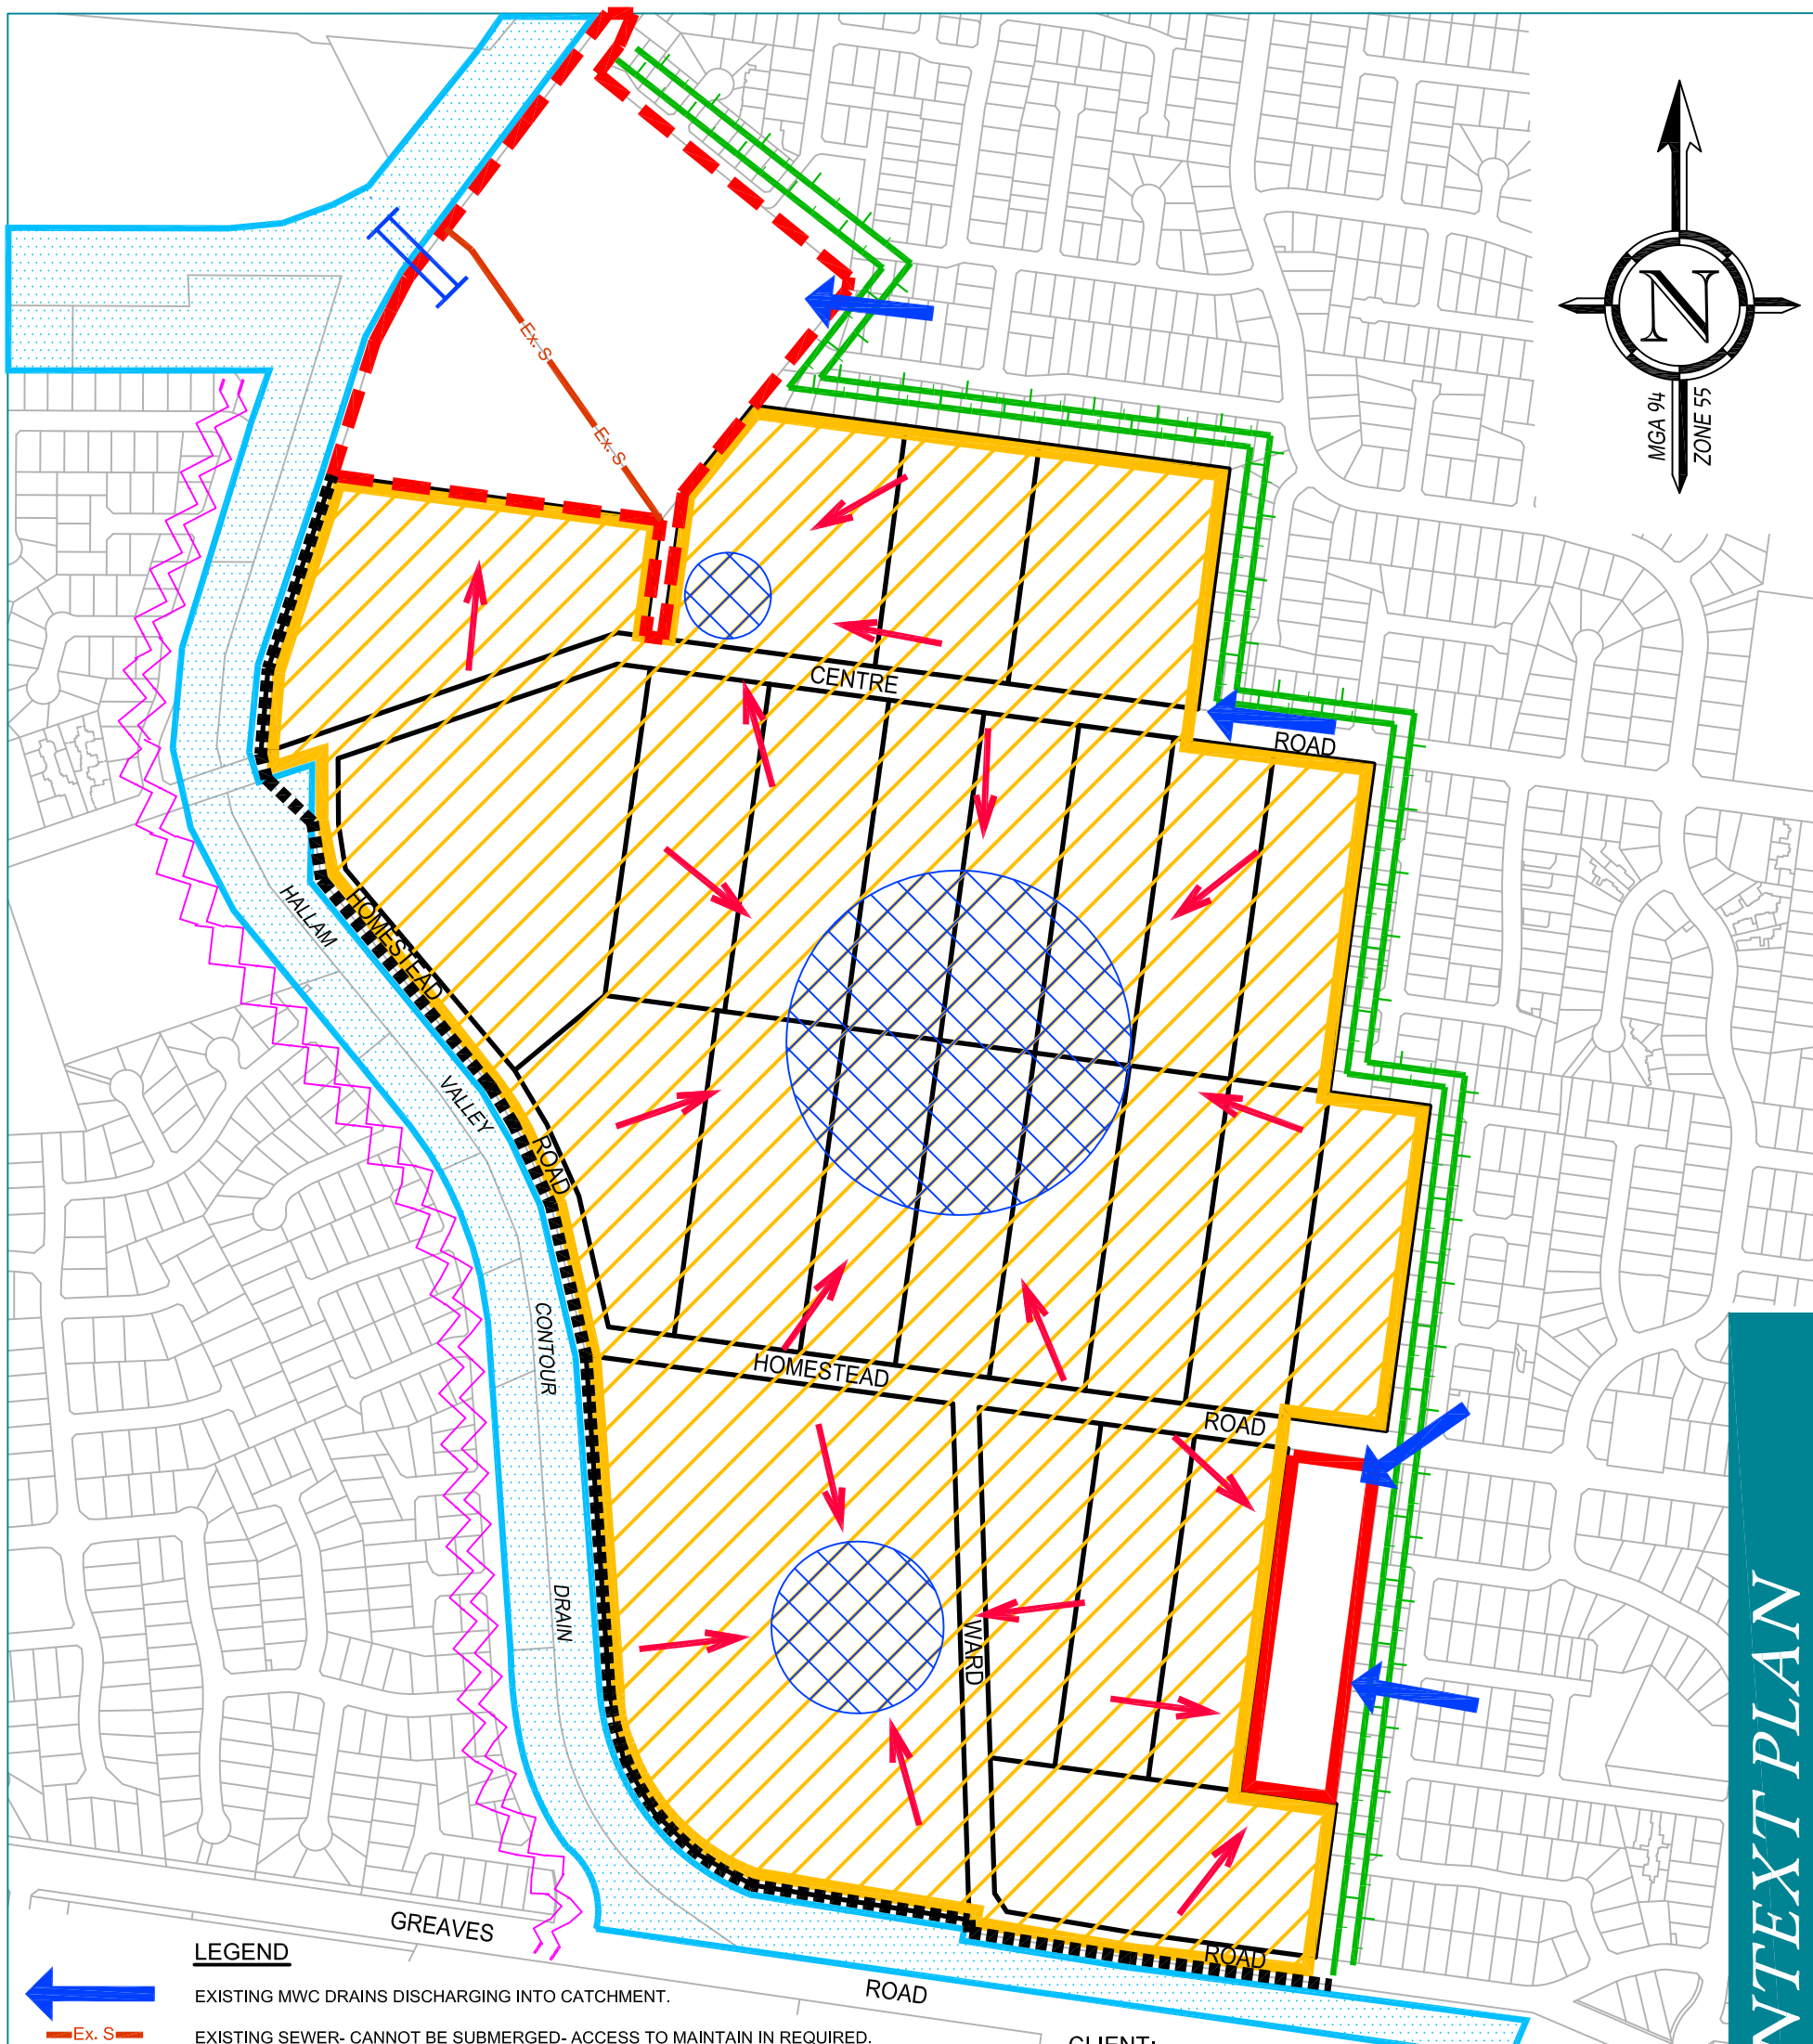 N
MGA 94
ZONE 55
Ex. S
Ex. S
CENTRE
ROAD
HALLAM
HOMESTEAD
VALLEY
ROAD
CONTOUR
HOMESTEAD
ROAD
DRAIN
WARD
GREAVES
ROAD
ROAD
LEGEND
EXISTING MWC DRAINS DISCHARGING INTO CATCHMENT.
Ex. S
EXISTING SEWER- CANNOT BE SUBMERGED- ACCESS TO MAINTAIN IN REQUIRED.
CLIENT:
NTEXT PLAN